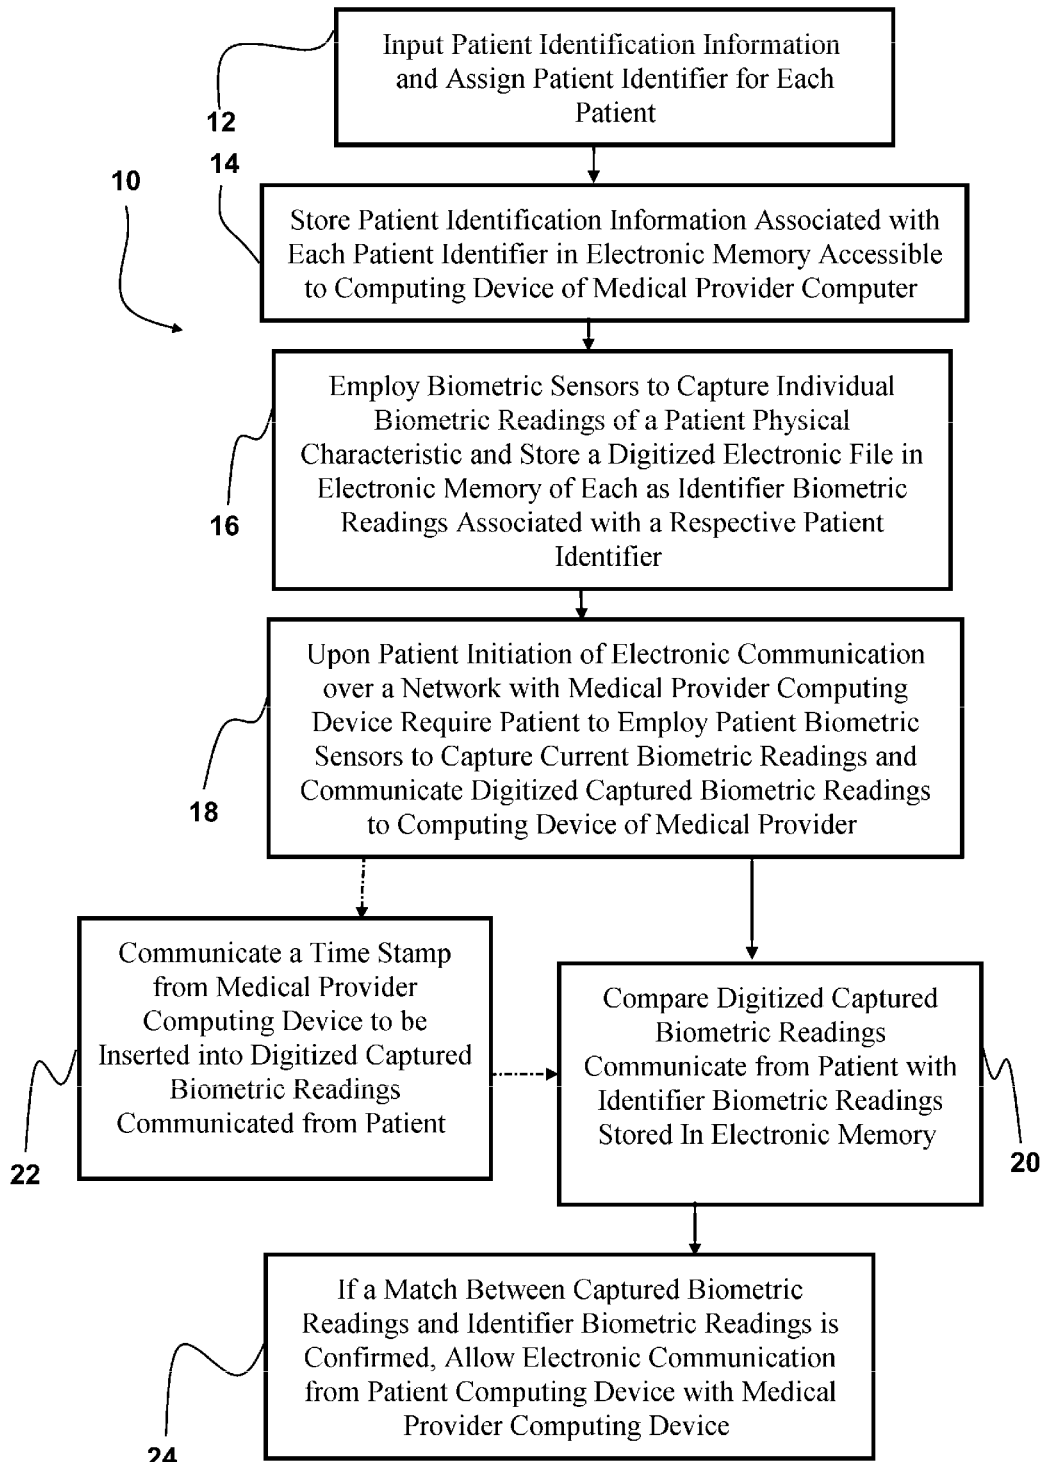 Input Patient Identification Information
and Assign Patient Identifier for Each
Patient
12
14
10
Store Patient Identification Information Associated with
Each Patient Identifier in Electronic Memory Accessible
to Computing Device of Medical Provider Computer
Employ Biometric Sensors to Capture Individual
Biometric Readings of a Patient Physical
Characteristic and Store a Digitized Electronic File in
Electronic Memory of Each as Identifier Biometric
Readings Associated with a Respective Patient
Identifier
16
Upon Patient Initiation of Electronic Communication
over a Network with Medical Provider Computing
Device Require Patient to Employ Patient Biometric
Sensors to Capture Current Biometric Readings and
Communicate Digitized Captured Biometric Readings
to Computing Device of Medical Provider
18
Communicate a Time Stamp
from Medical Provider
Computing Device to be
Inserted into Digitized Captured
Biometric Readings
Communicated from Patient
22
Compare Digitized Captured
Biometric Readings
Communicate from Patient with
Identifier Biometric Readings
Stored In Electronic Memory
20
If a Match Between Captured Biometric
Readings and Identifier Biometric Readings is
Confirmed, Allow Electronic Communication
from Patient Computing Device with Medical
Provider Computing Device
24